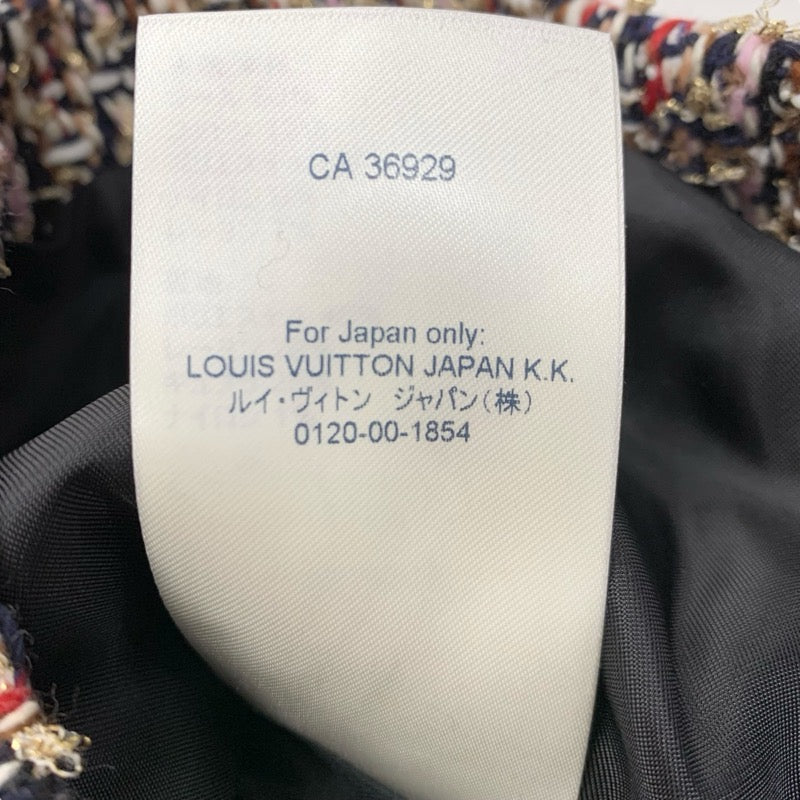 CA 36929
For Japan only:
LOUIS VUITTON JAPAN K.K.
ルイ・ヴィトン ジャパン(株)
0120-00-1854